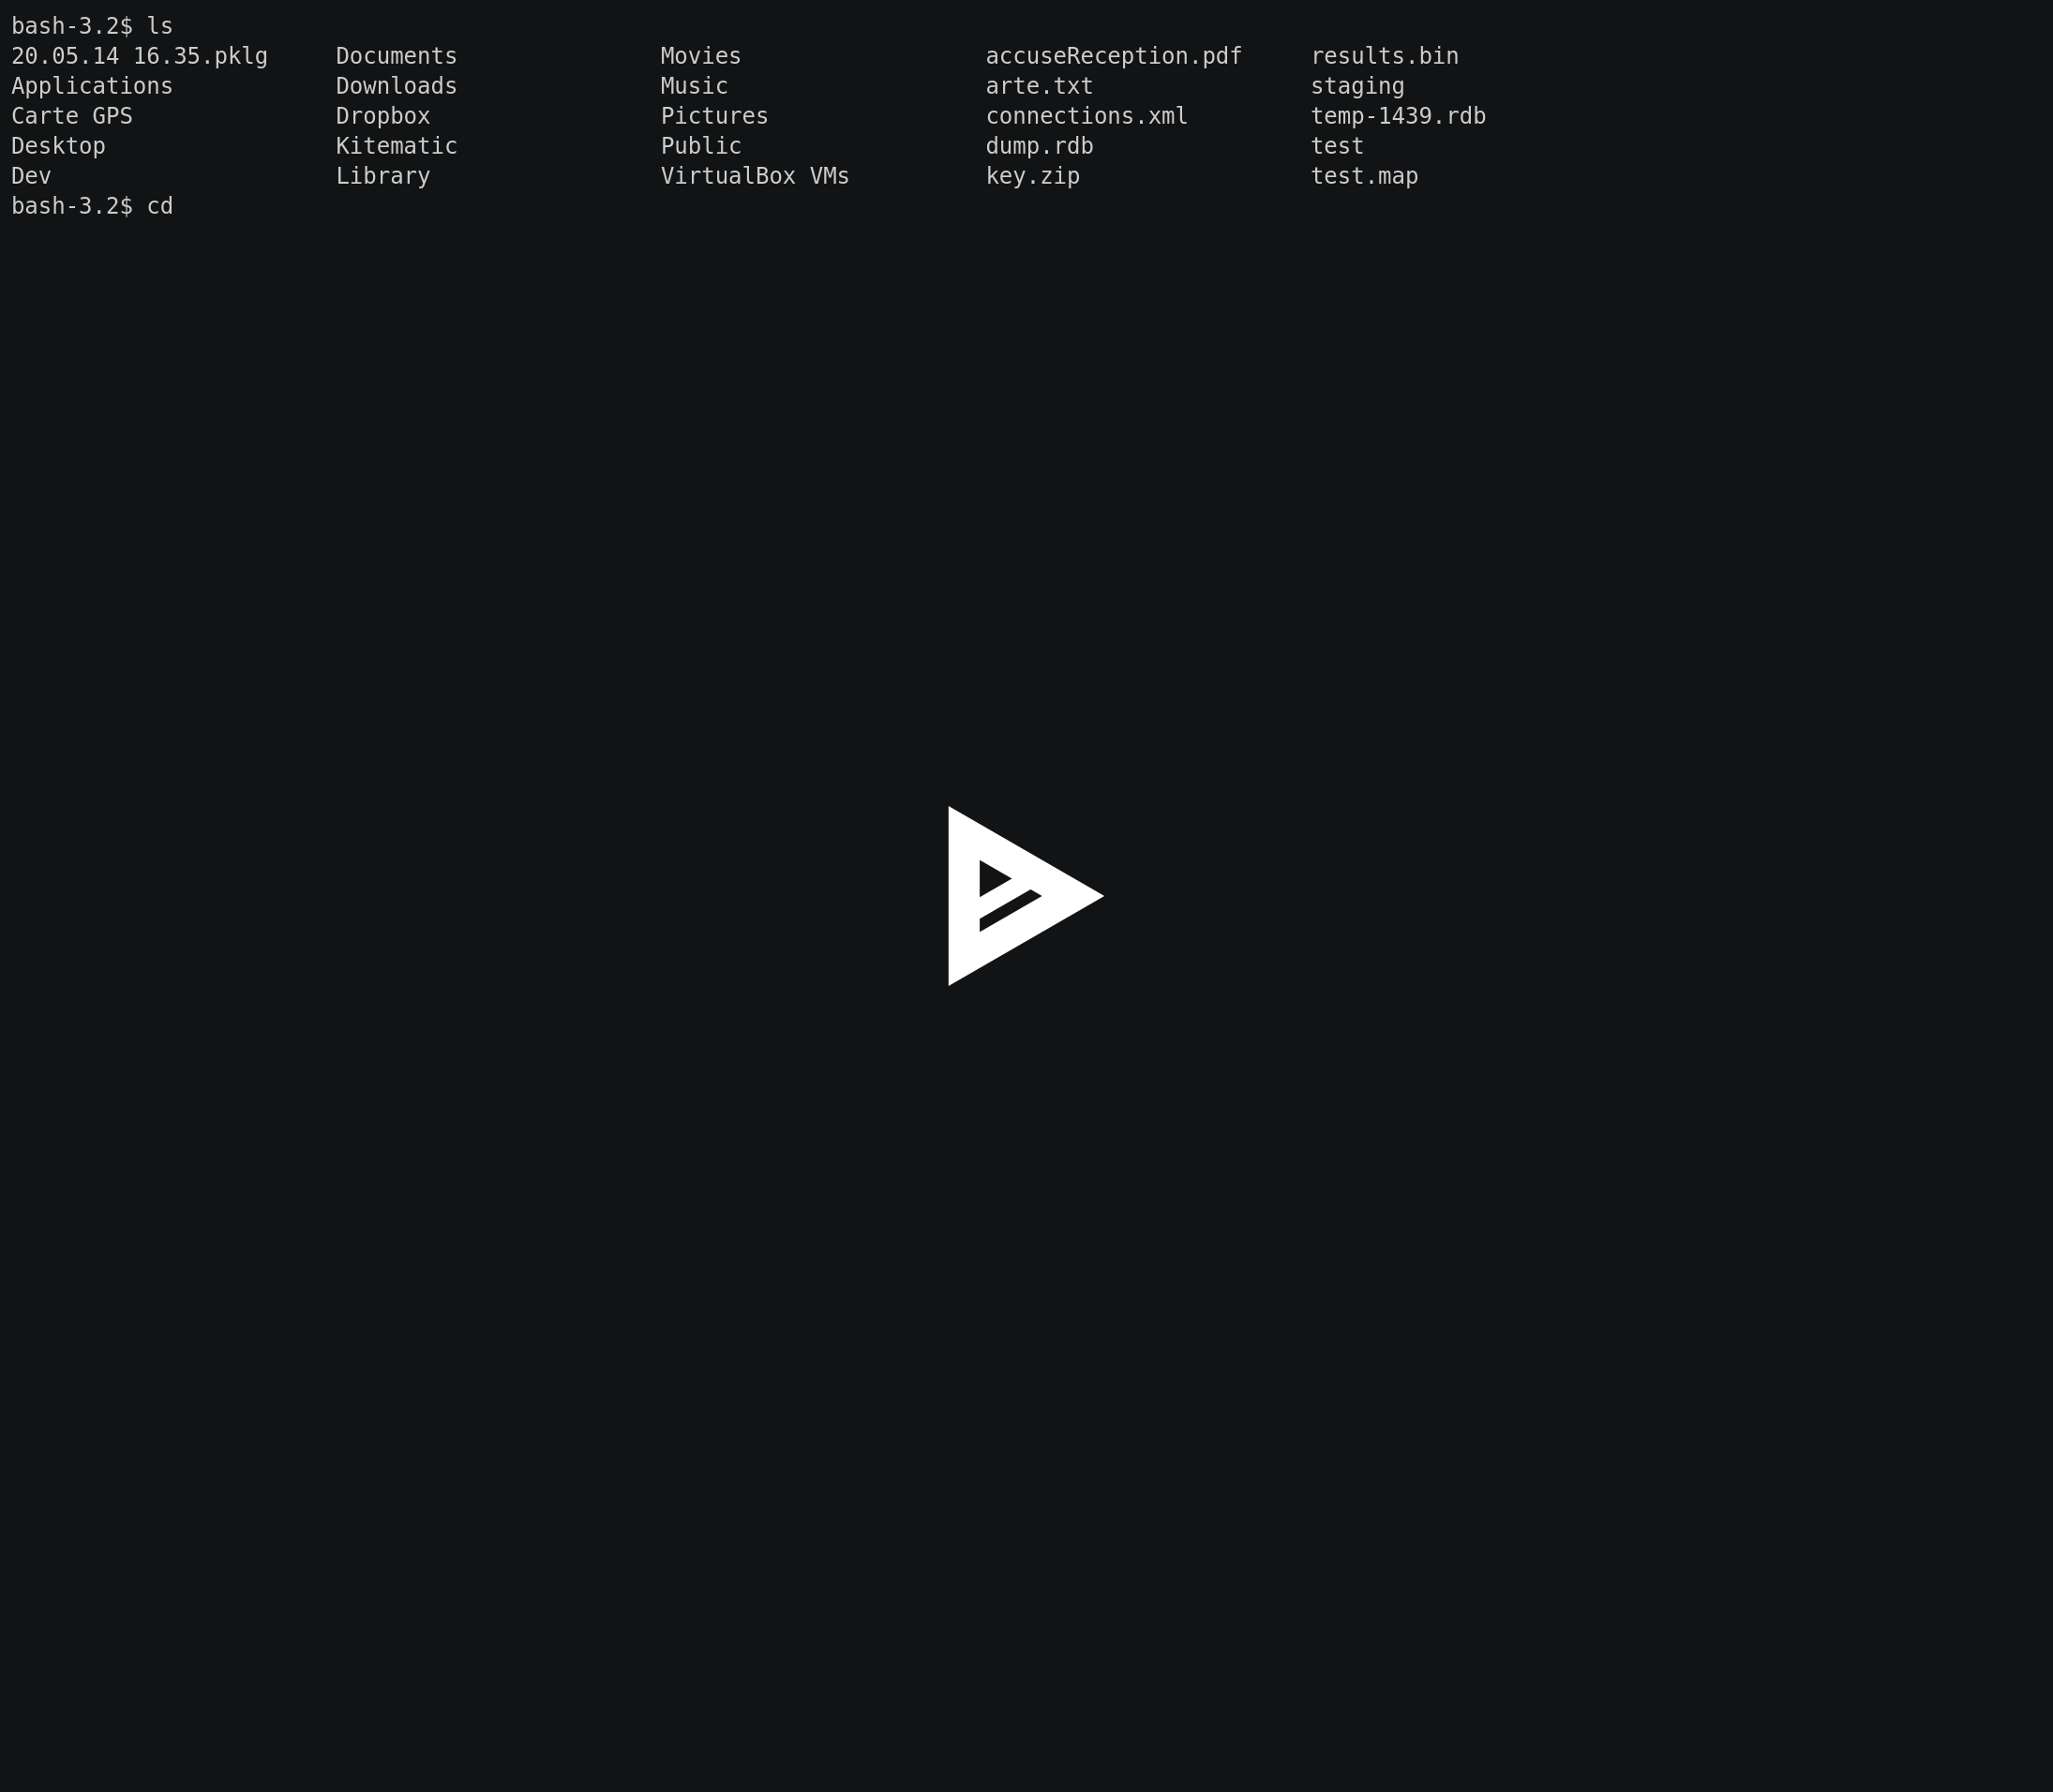 bash-3.2$ ls
20.05.14 16.35.pklg     Documents               Movies                  accuseReception.pdf     results.bin
Applications            Downloads               Music                   arte.txt                staging
Carte GPS               Dropbox                 Pictures                connections.xml         temp-1439.rdb
Desktop                 Kitematic               Public                  dump.rdb                test
Dev                     Library                 VirtualBox VMs          key.zip                 test.map
bash-3.2$ cd